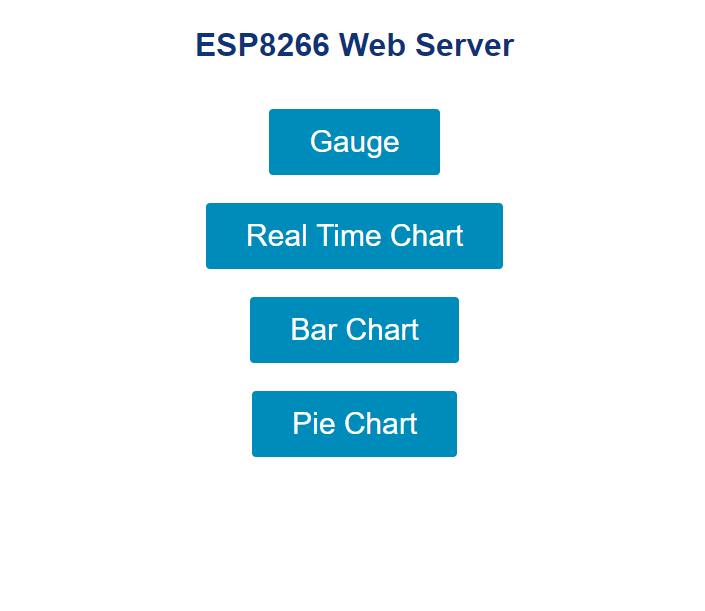 ESP8266 Web Server
Gauge
Real Time Chart
Bar Chart
Pie Chart